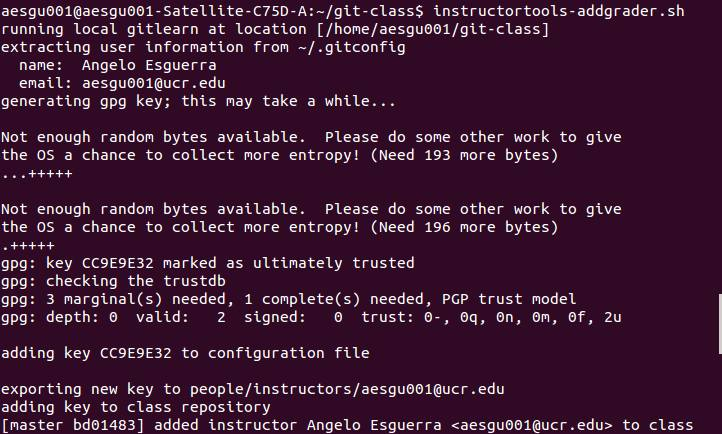 aesgu001@aesgu001-Satellite-C75D-A:~/git-class$ instructortools-addgrader.sh
running local gitlearn at location [/home/aesgu001/git-class]
extracting user information from ~/.gitconfig
  name:  Angelo Esguerra
  email: aesgu001@ucr.edu
generating gpg key; this may take a while...
Not enough random bytes available.  Please do some other work to give
the OS a chance to collect more entropy! (Need 193 more bytes)
...+++++
Not enough random bytes available.  Please do some other work to give
the OS a chance to collect more entropy! (Need 196 more bytes)
.+++++
gpg: key CC9E9E32 marked as ultimately trusted
gpg: checking the trustdb
gpg: 3 marginal(s) needed, 1 complete(s) needed, PGP trust model
gpg: depth: 0  valid:   2  signed:   0  trust: 0-, 0q, 0n, 0m, 0f, 2u
adding key CC9E9E32 to configuration file
exporting new key to people/instructors/aesgu001@ucr.edu
adding key to class repository
[master bd01483] added instructor Angelo Esguerra <aesgu001@ucr.edu> to class